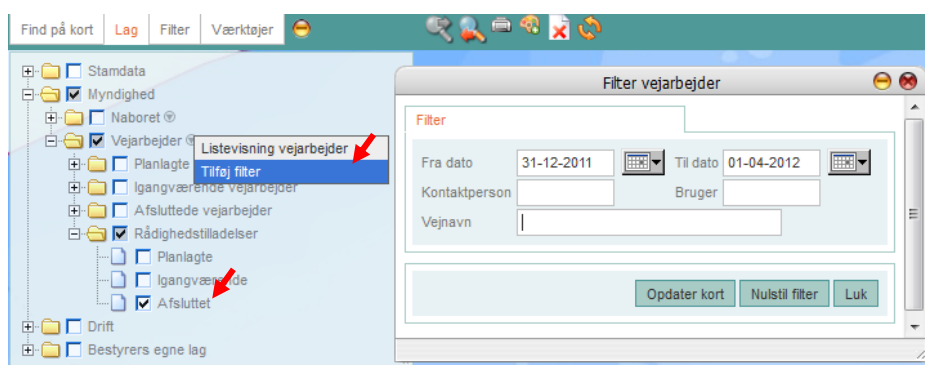 Find på kort Lag Filter Værktøjer
Stamdata
Myndighed
Naboret
Vejarbejder
Listevisning vejarbejder
Tilføj filter
Planlagte
Igangværende vejarbejder
Afsluttede vejarbejder
Rådighedstilladelser
Planlagte
Igangværende
Afsluttet
Drift
Bestyrers egne lag
Filter vejarbejder
Filter
Fra dato 31-12-2011 Til dato 01-04-2012
Kontaktperson Bruger
Vejnavn
Opdater kort Nulstil filter Luk